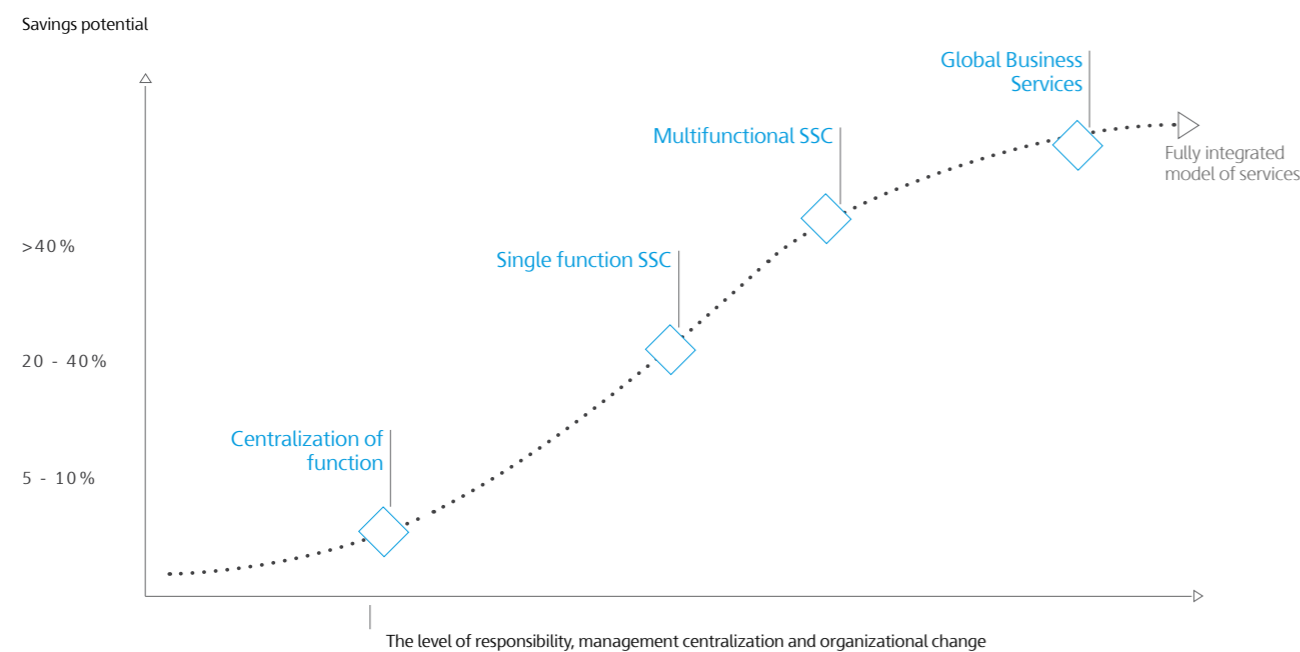 Savings potential
Global Business
Services
Multifunctional SSC
Fully integrated
model of services
>40%
Single function SSC
20 - 40%
Centralization of
function
5 - 10%
The level of responsibility, management centralization and organizational change